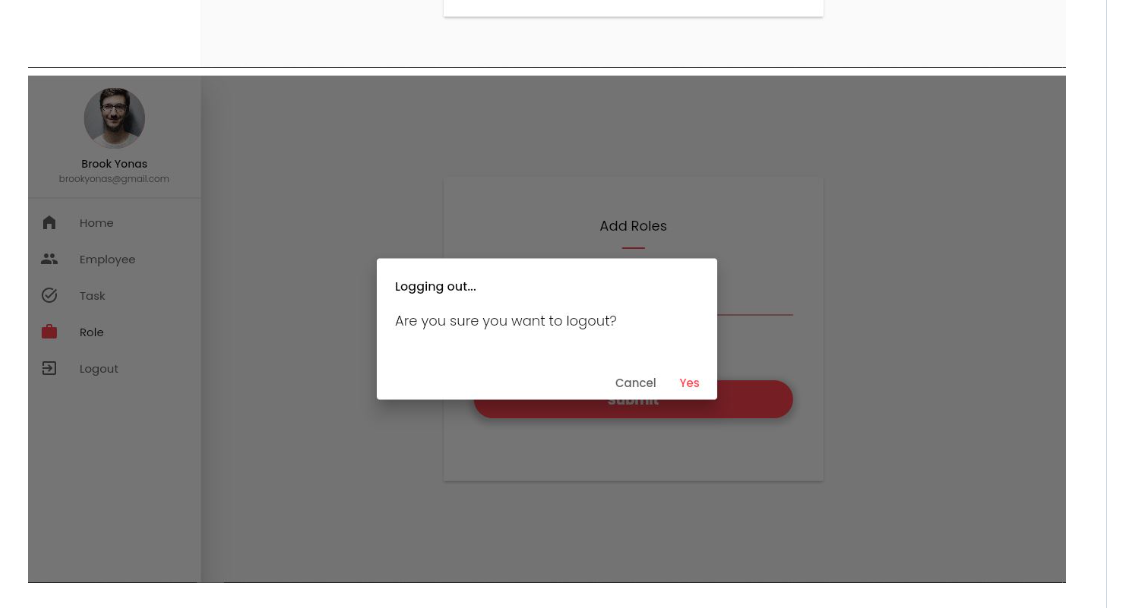 Brook Yonas
brookyonas@gmail.com
Home
Employee
Task
Role
Logout
Add Roles
Logging out...
Are you sure you want to logout?
Cancel Yes
Submit